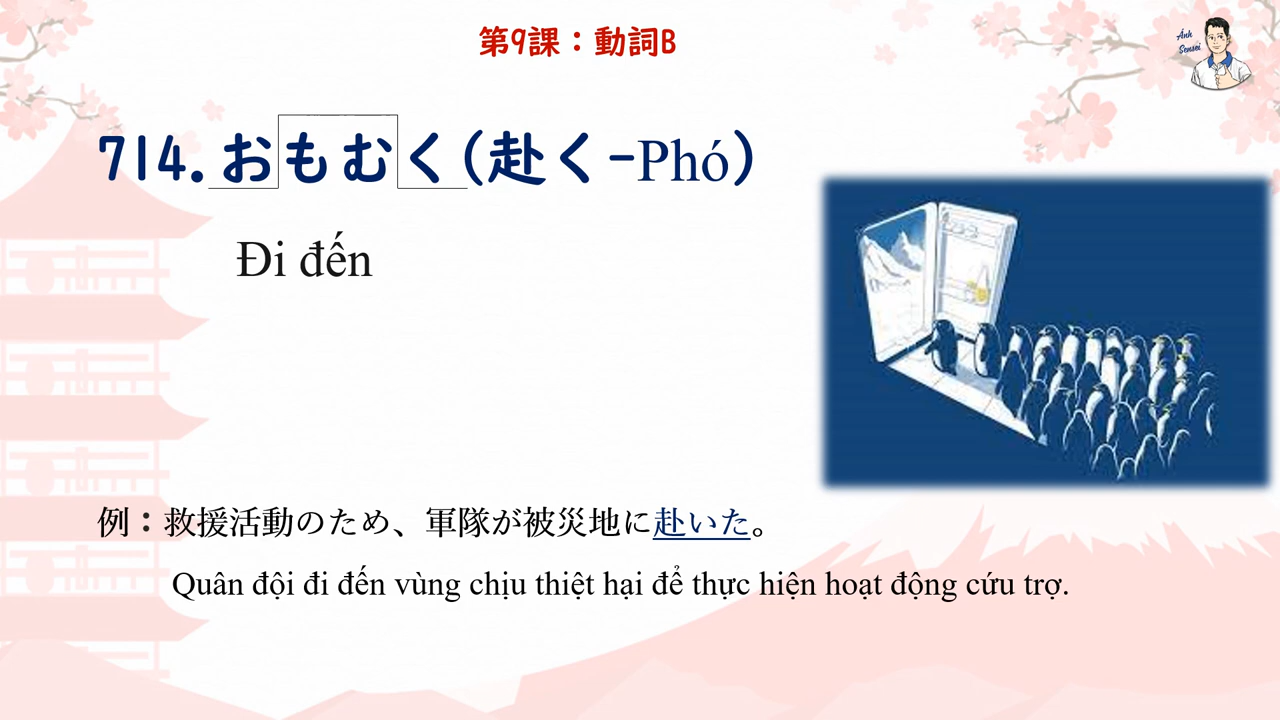 第9課：動詞B
Ánh
Sensei
714.おもむく(赴く-Phó)
Đi đến
例：救援活動のため、軍隊が被災地に赴いた。
Quân đội đi đến vùng chịu thiệt hại để thực hiện hoạt động cứu trợ.